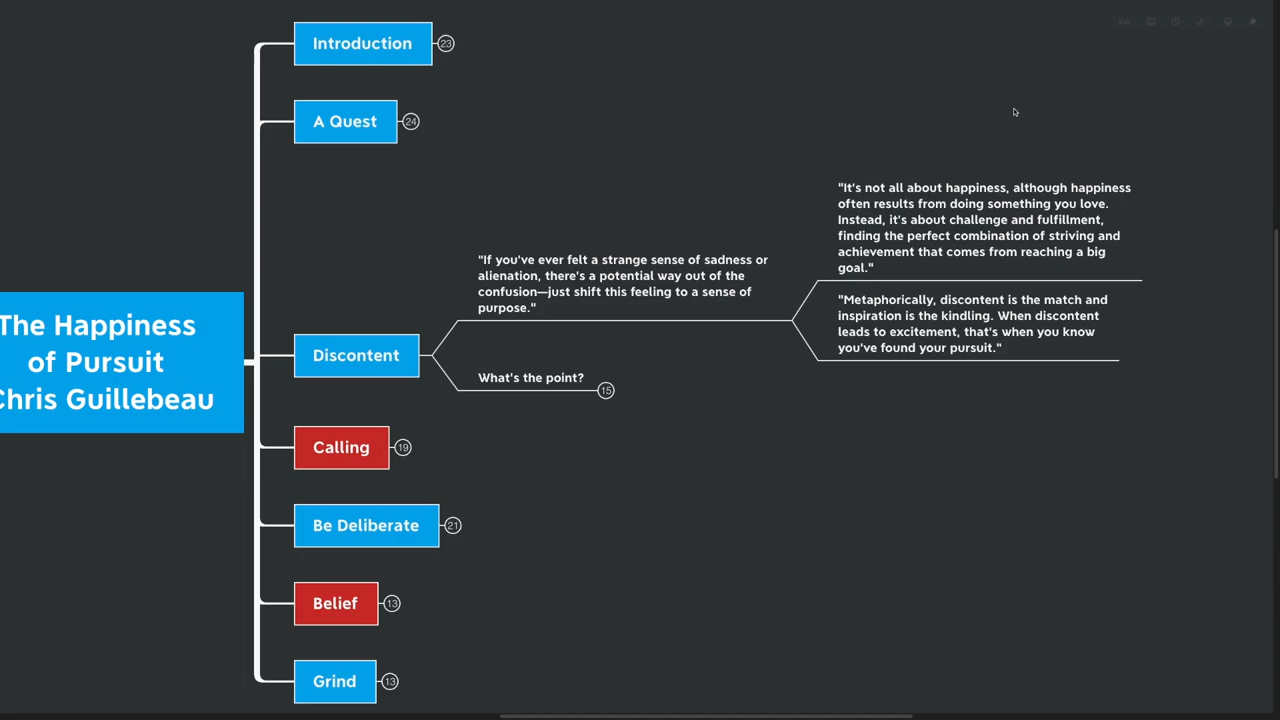 The Happiness
of Pursuit
Chris Guillebeau
Introduction
23
A Quest
24
Discontent
"If you've ever felt a strange sense of sadness or
alienation, there's a potential way out of the
confusion—just shift this feeling to a sense of
purpose."
"It's not all about happiness, although happiness
often results from doing something you love.
Instead, it's about challenge and fulfillment,
finding the perfect combination of striving and
achievement that comes from reaching a big
goal."
"Metaphorically, discontent is the match and
inspiration is the kindling. When discontent
leads to excitement, that's when you know
you've found your pursuit."
What's the point?
15
Calling
19
Be Deliberate
21
Belief
13
Grind
13